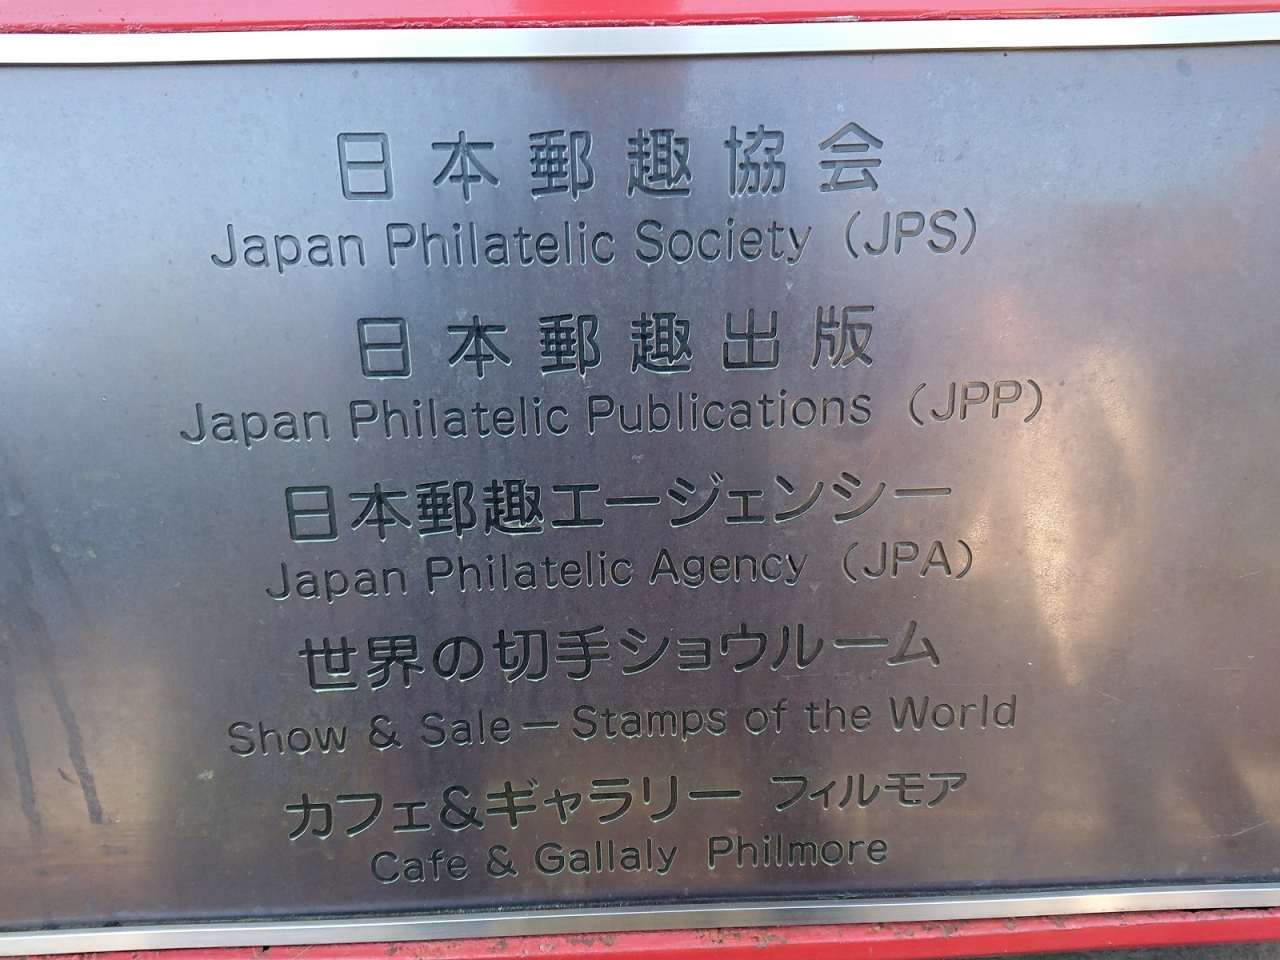 日本郵趣協会
Japan Philatelic Society (JPS)
日本郵趣出版
Japan Philatelic Publications (JPP)
日本郵趣エージェンシー
Japan Philatelic Agency (JPA)
世界の切手ショウルーム
Show & Sale—Stamps of the World
カフェ&ギャラリー フィルモア
Cafe & Gallaly Philmore